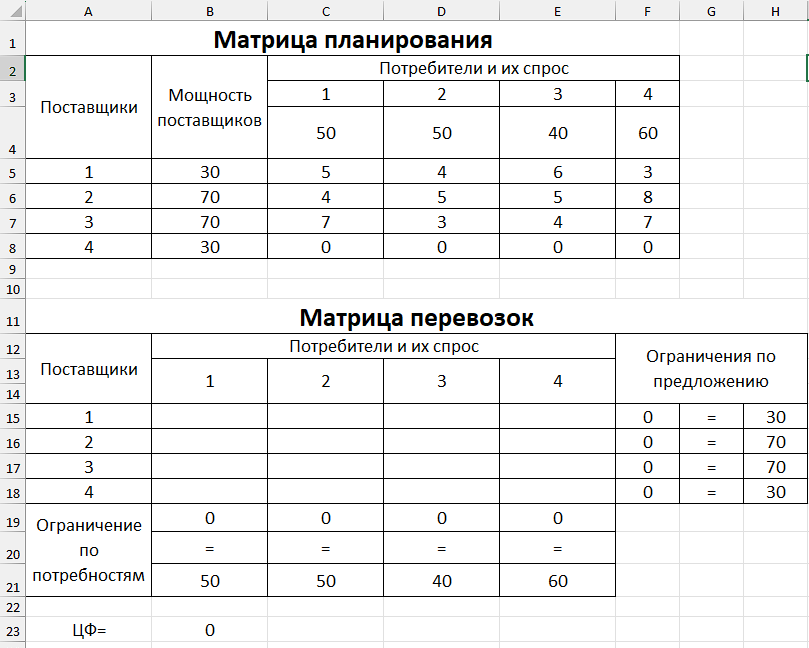 A B C D E F G H
1 Матрица планирования
2 Потребители и их спрос
Поставщики
Мощность
поставщиков
3 1 2 3 4
4 50 50 40 60
5 1 30 5 4 6 3
6 2 70 4 5 5 8
7 3 70 7 3 4 7
8 4 30 0 0 0 0
9
10
11 Матрица перевозок
12 Потребители и их спрос
Поставщики
Ограничения по
предложению
13 1 2 3 4
14
15 1 0 = 30
16 2 0 = 70
17 3 0 = 70
18 4 0 = 30
Ограничение
по
потребностям
19 0 0 0 0
20 = = = =
21 50 50 40 60
22
23 ЦФ= 0